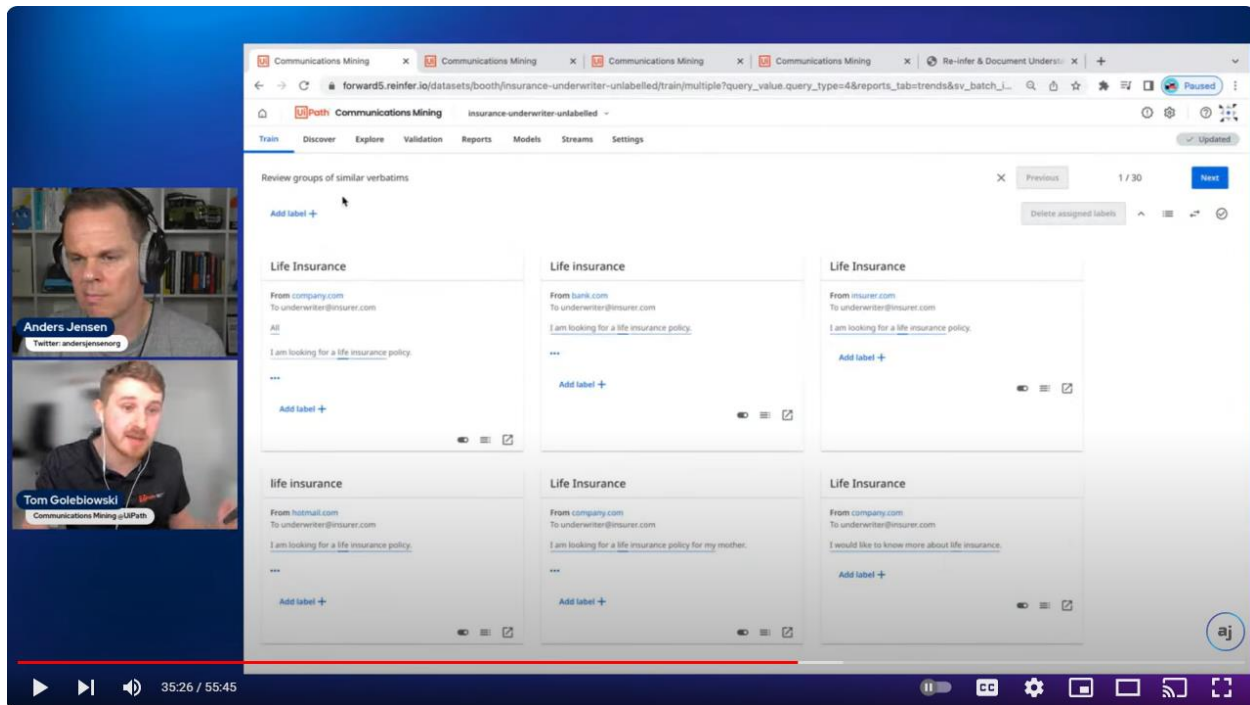 Communications Mining
Communications Mining
Communications Mining
Communications Mining
Re-infer & Document Underst
forward5.reinfer.io/datasets/booth/insurance-underwriter-unlabelled/train/multiple?query_value.query_type=4&reports_tab=trends&sv_batch_i...
Paused
UiPath Communications Mining
insurance-underwriter-unlabelled
Train Discover Explore Validation Reports Models Streams Settings
Updated
Review groups of similar verbatims
Previous
1 / 30
Next
Add label +
Delete assigned labels
Life Insurance
From company.com
To underwriter@insurer.com
All
I am looking for a life insurance policy.
...
Add label +
Life insurance
From bank.com
To underwriter@insurer.com
I am looking for a life insurance policy.
...
Add label +
Life Insurance
From insurer.com
To underwriter@insurer.com
I am looking for a life insurance policy.
Add label +
life insurance
From hotmail.com
To underwriter@insurer.com
I am looking for a life insurance policy.
...
Add label +
Life Insurance
From company.com
To underwriter@insurer.com
I am looking for a life insurance policy for my mother.
...
Add label +
Life Insurance
From company.com
To underwriter@insurer.com
I would like to know more about life insurance.
Add label +
Anders Jensen
Twitter: andersjensenorg
Tom Golebiowski
Communications Mining @UiPath
aj
35:26 / 55:45
CC